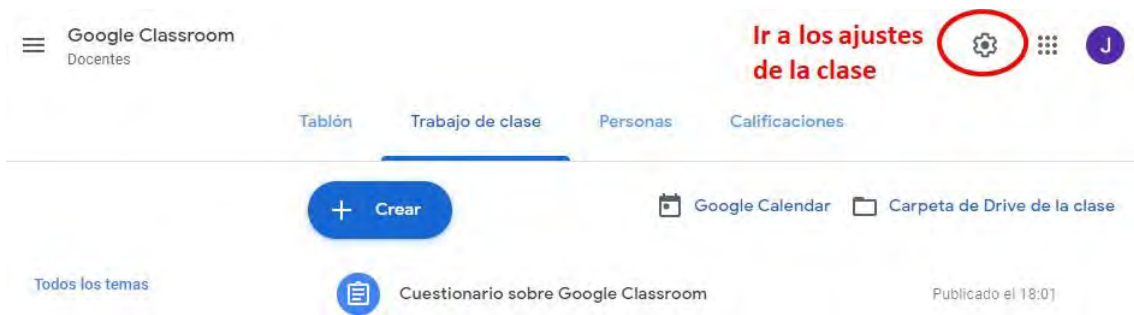 Google Classroom
Docentes
Ir a los ajustes
de la clase
J
Tablón Trabajo de clase Personas Calificaciones
+ Crear Google Calendar Carpeta de Drive de la clase
Todos los temas Cuestionario sobre Google Classroom Publicado el 18:01